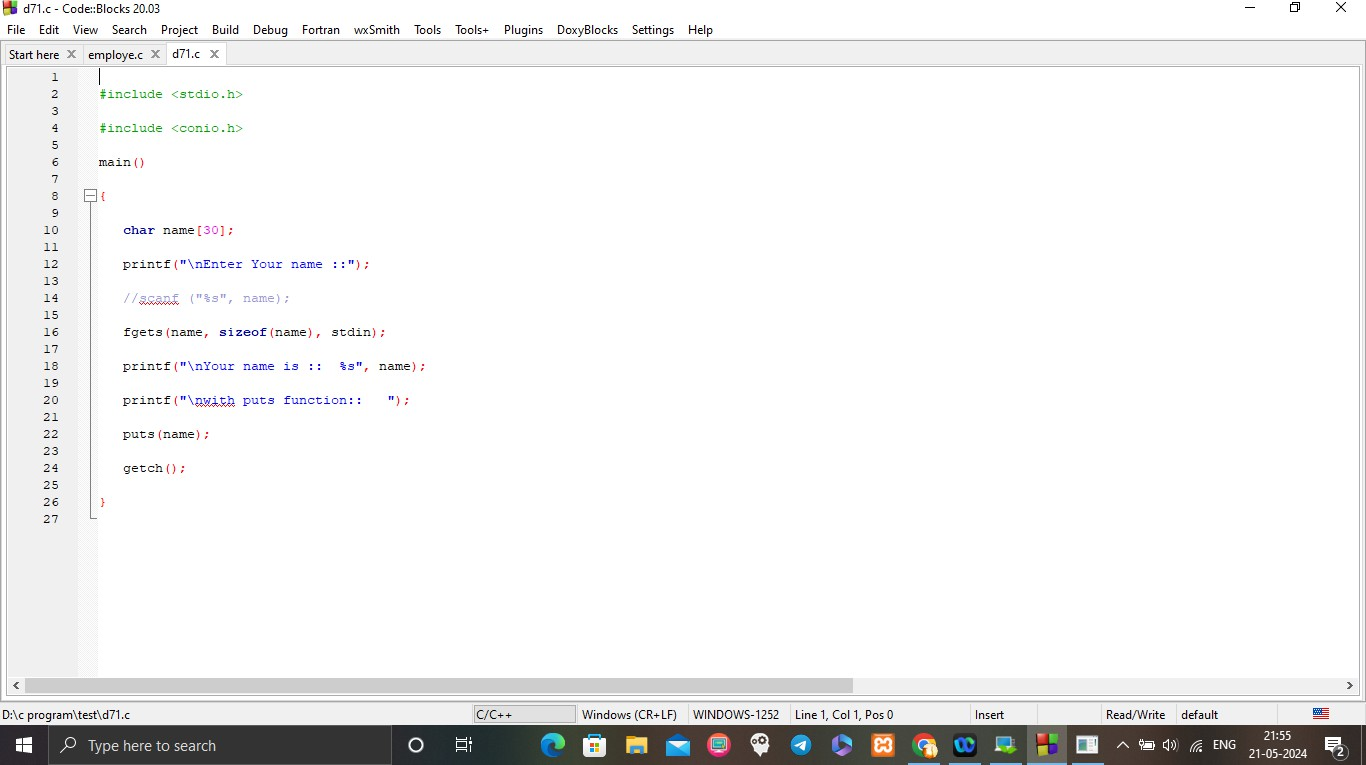 d71.c - Code::Blocks 20.03
File Edit View Search Project Build Debug Fortran wxSmith Tools Tools+ Plugins DoxyBlocks Settings Help
Start here employe.c d71.c
1
2 #include <stdio.h>
3
4 #include <conio.h>
5
6 main()
7
8 {
9
10 char name[30];
11
12 printf("\nEnter Your name ::");
13
14 //scanf ("%s", name);
15
16 fgets(name, sizeof(name), stdin);
17
18 printf("\nYour name is ::  %s", name);
19
20 printf("\nwith puts function::   ");
21
22 puts(name);
23
24 getch();
25
26 }
27
D:\c program\test\d71.c C/C++ Windows (CR+LF) WINDOWS-1252 Line 1, Col 1, Pos 0 Insert Read/Write default
Type here to search ENG 21:55
21-05-2024 2